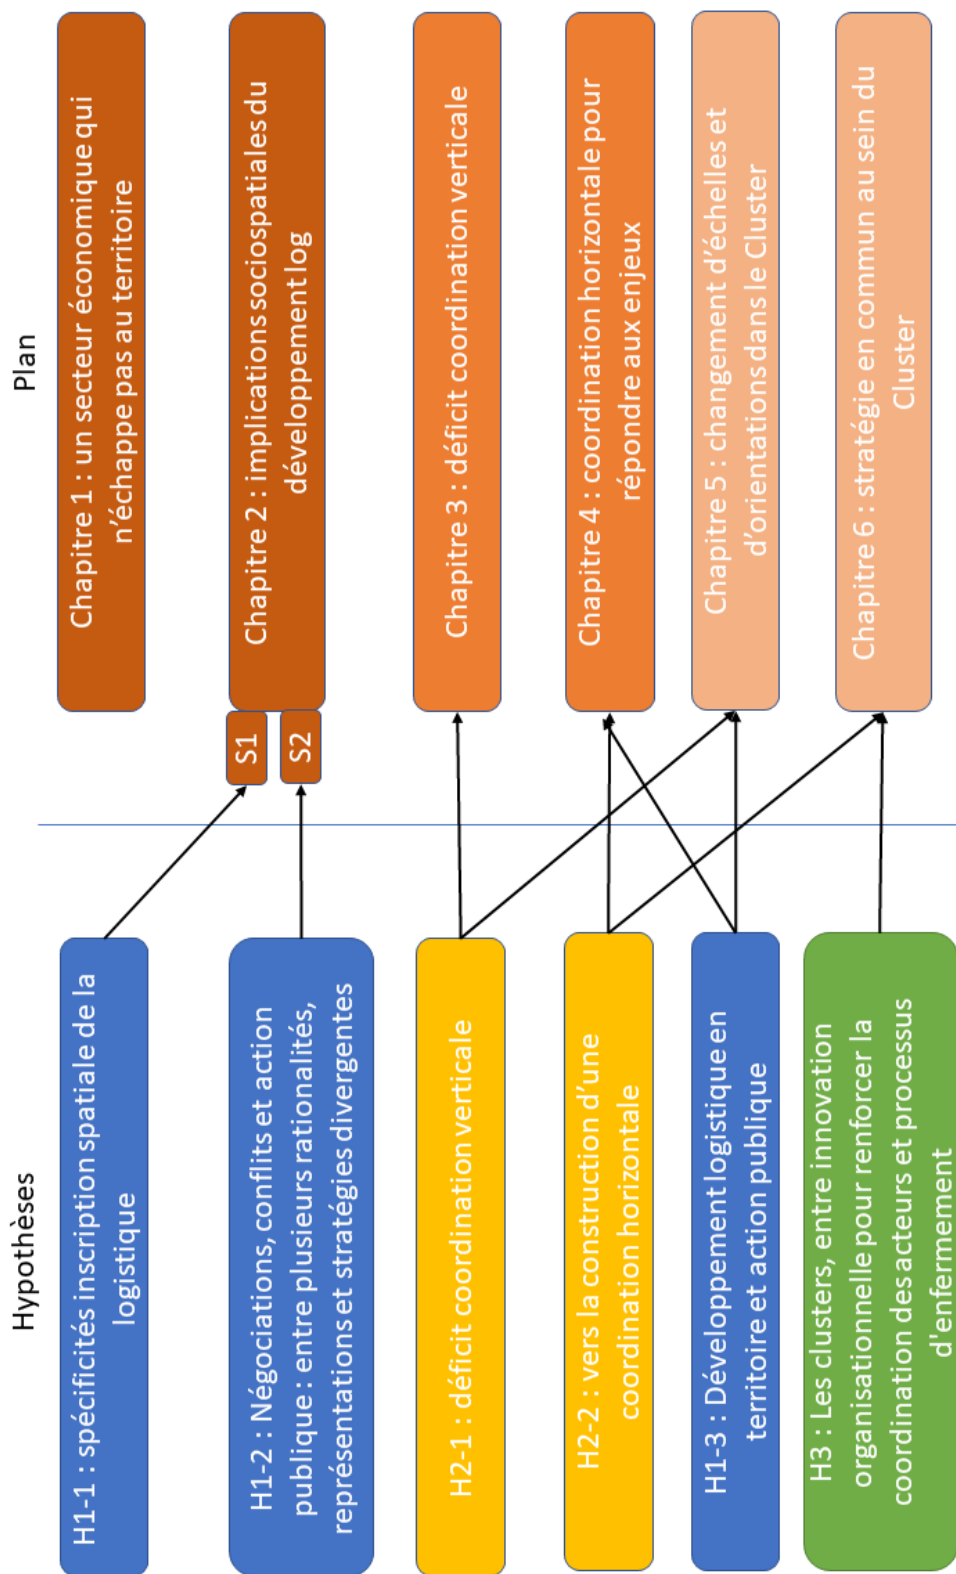 Hypothèses
Plan
H1-1 : spécificités inscription spatiale de la
logistique
H1-2 : Négociations, conflits et action
publique : entre plusieurs rationalités,
représentations et stratégies divergentes
H2-1 : déficit coordination verticale
H2-2 : vers la construction d’une
coordination horizontale
H1-3 : Développement logistique en
territoire et action publique
H3 : Les clusters, entre innovation
organisationnelle pour renforcer la
coordination des acteurs et processus
d'enfermement
S1
S2
Chapitre 1 : un secteur économique qui
n’échappe pas au territoire
Chapitre 2 : implications sociospatiales du
développement log
Chapitre 3 : déficit coordination verticale
Chapitre 4 : coordination horizontale pour
répondre aux enjeux
Chapitre 5 : changement d’échelles et
d’orientations dans le Cluster
Chapitre 6 : stratégie en commun au sein du
Cluster